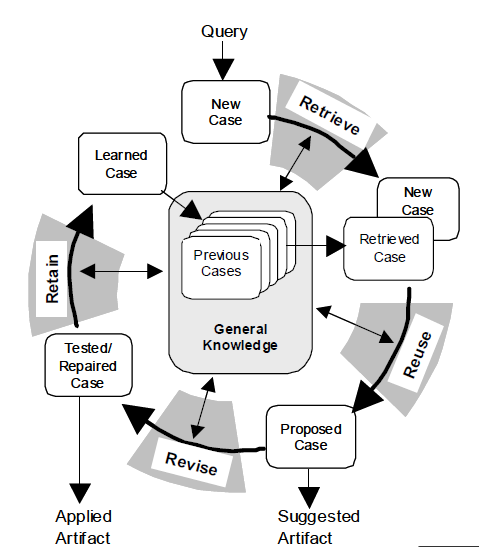 Query
New
Case
Retrieve
Learned
Case
New
Case
Retrieved
Case
Previous
Cases
Retain
General
Knowledge
Reuse
Tested/
Repaired
Case
Proposed
Case
Revise
Applied
Artifact
Suggested
Artifact